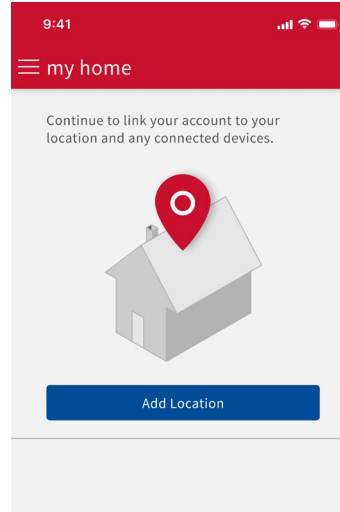 9:41
my home
Continue to link your account to your
location and any connected devices.
Add Location